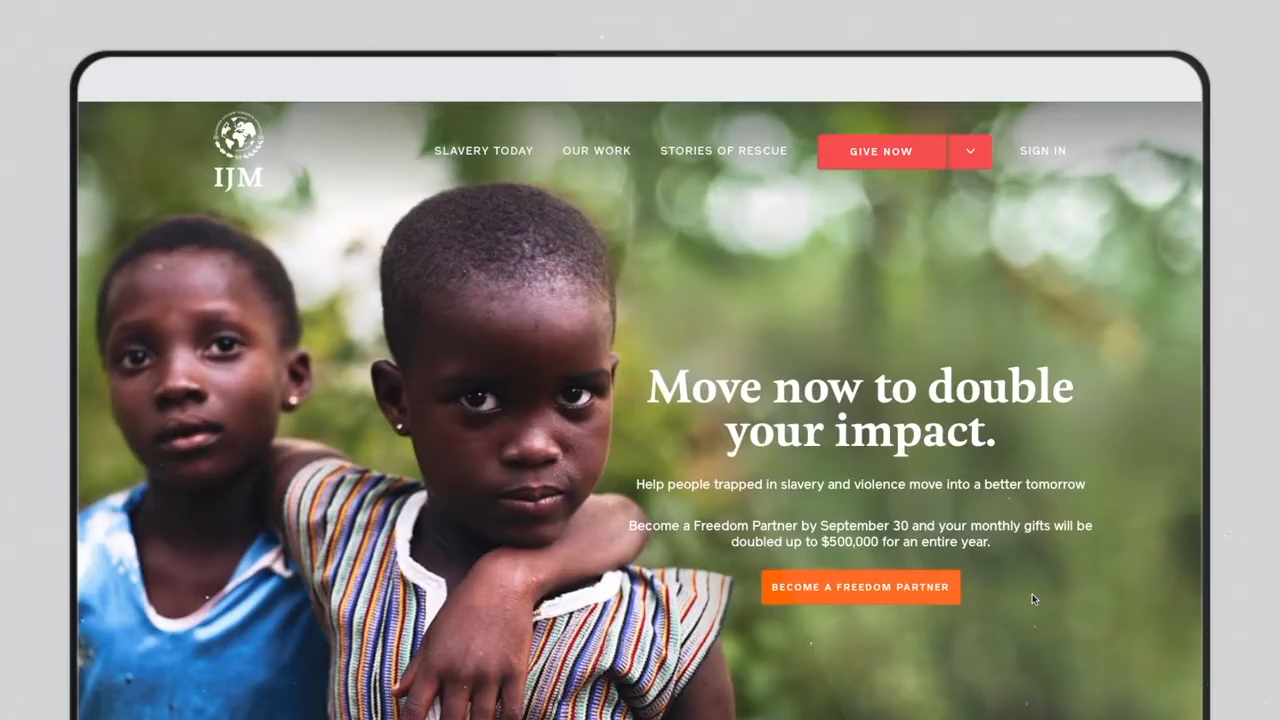 IJM
SLAVERY TODAY
OUR WORK
STORIES OF RESCUE
GIVE NOW
SIGN IN
Move now to double
your impact.
Help people trapped in slavery and violence move into a better tomorrow
Become a Freedom Partner by September 30 and your monthly gifts will be
doubled up to $500,000 for an entire year.
BECOME A FREEDOM PARTNER